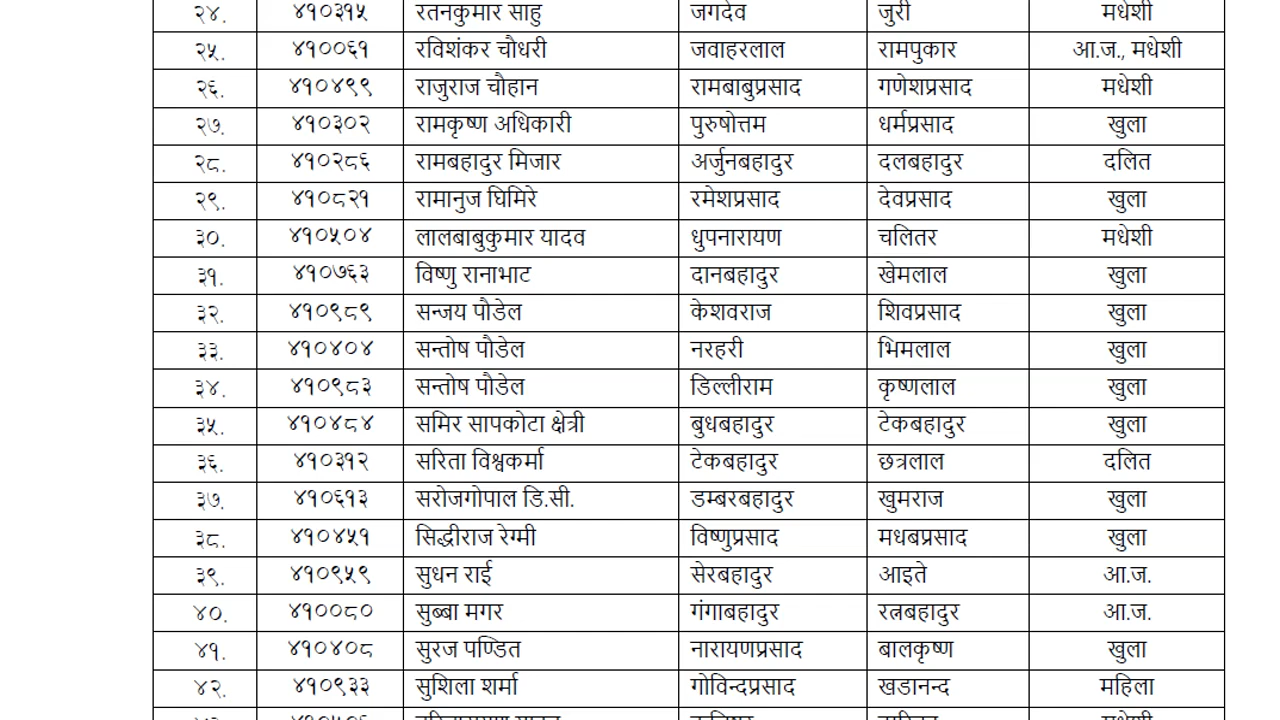 २४. ४१०३१५ रतनकुमार साहु जगदेव जुरी मधेशी
२५. ४१००६१ रविशंकर चौधरी जवाहरलाल रामपुकार आ.ज., मधेशी
२६. ४१०४९९ राजुराज चौहान रामबाबुप्रसाद गणेशप्रसाद मधेशी
२७. ४१०३०२ रामकृष्ण अधिकारी पुरुषोत्तम धर्मप्रसाद खुला
२८. ४१०२८६ रामबहादुर मिजार अर्जुनबहादुर दलबहादुर दलित
२९. ४१०८२१ रामानुज घिमिरे रमेशप्रसाद देवप्रसाद खुला
३०. ४१०५०४ लालबाबुकुमार यादव धुपनारायण चलितर मधेशी
३१. ४१०७६३ विष्णु रानाभाट दानबहादुर खेमलाल खुला
३२. ४१०९८९ सन्जय पौडेल केशवराज शिवप्रसाद खुला
३३. ४१०४०४ सन्तोष पौडेल नरहरी भिमलाल खुला
३४. ४१०९८३ सन्तोष पौडेल डिल्लीराम कृष्णलाल खुला
३५. ४१०४८४ समिर सापकोटा क्षेत्री बुधबहादुर टेकबहादुर खुला
३६. ४१०३१२ सरिता विश्वकर्मा टेकबहादुर छत्रलाल दलित
३७. ४१०६१३ सरोजगोपाल डि.सी. डम्बरबहादुर खुमराज खुला
३८. ४१०४५१ सिद्धीराज रेग्मी विष्णुप्रसाद मधबप्रसाद खुला
३९. ४१०९५९ सुधन राई सेरबहादुर आइते आ.ज.
४०. ४१००८० सुब्बा मगर गंगाबहादुर रत्नबहादुर आ.ज.
४१. ४१०४०८ सुरज पण्डित नारायणप्रसाद बालकृष्ण खुला
४२. ४१०९३३ सुशिला शर्मा गोविन्दप्रसाद खडानन्द महिला